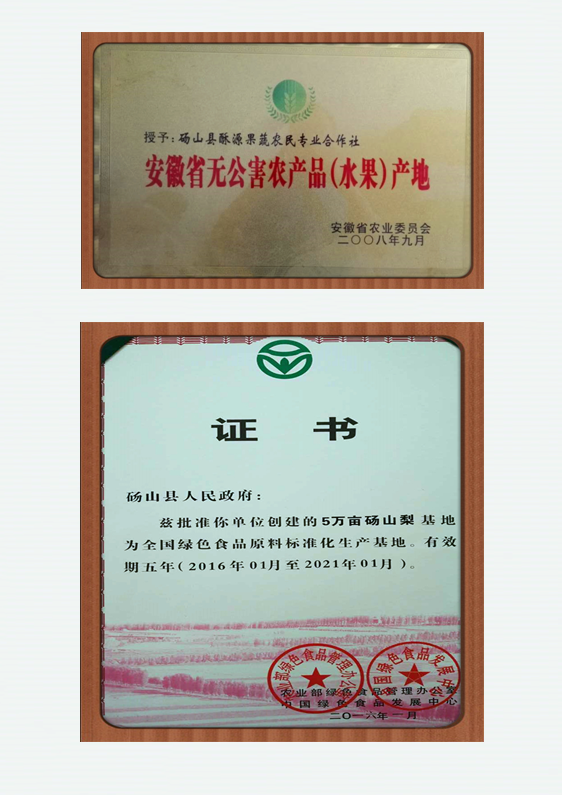 授予：砀山县酥源果蔬农民专业合作社
安徽省无公害农产品(水果)产地
安徽省农业委员会
二〇〇八年九月
证 书
砀山县人民政府：
兹批准你单位创建的5万亩砀山梨基地
为全国绿色食品原料标准化生产基地。有效
期五年(2016年01月至2021年01月)。
农业部绿色食品管理办公室
中国绿色食品发展中心
二〇一六年一月